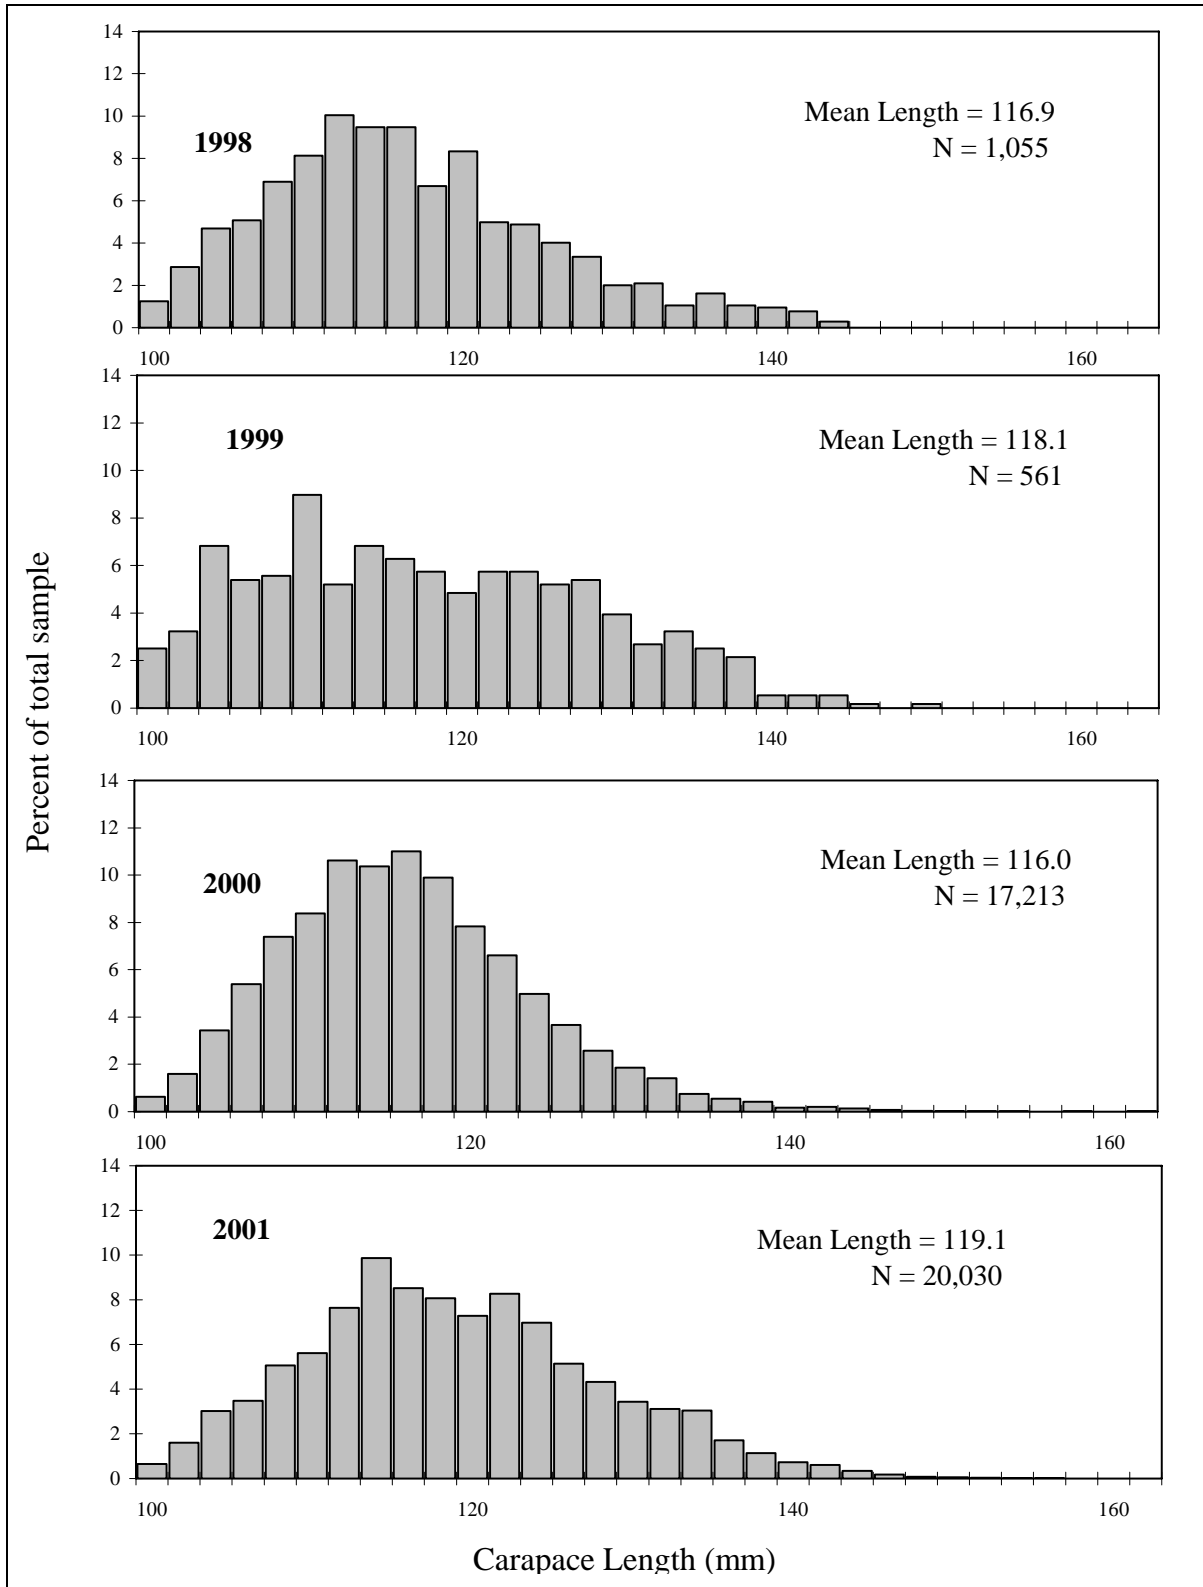 14
12
10
8
6
4
2
0
1998
Mean Length = 116.9
N = 1,055
100 120 140 160
14
12
10
8
6
4
2
0
1999
Mean Length = 118.1
N = 561
100 120 140 160
Percent of total sample
14
12
10
8
6
4
2
0
2000
Mean Length = 116.0
N = 17,213
100 120 140 160
14
12
10
8
6
4
2
0
2001
Mean Length = 119.1
N = 20,030
100 120 140 160
Carapace Length (mm)